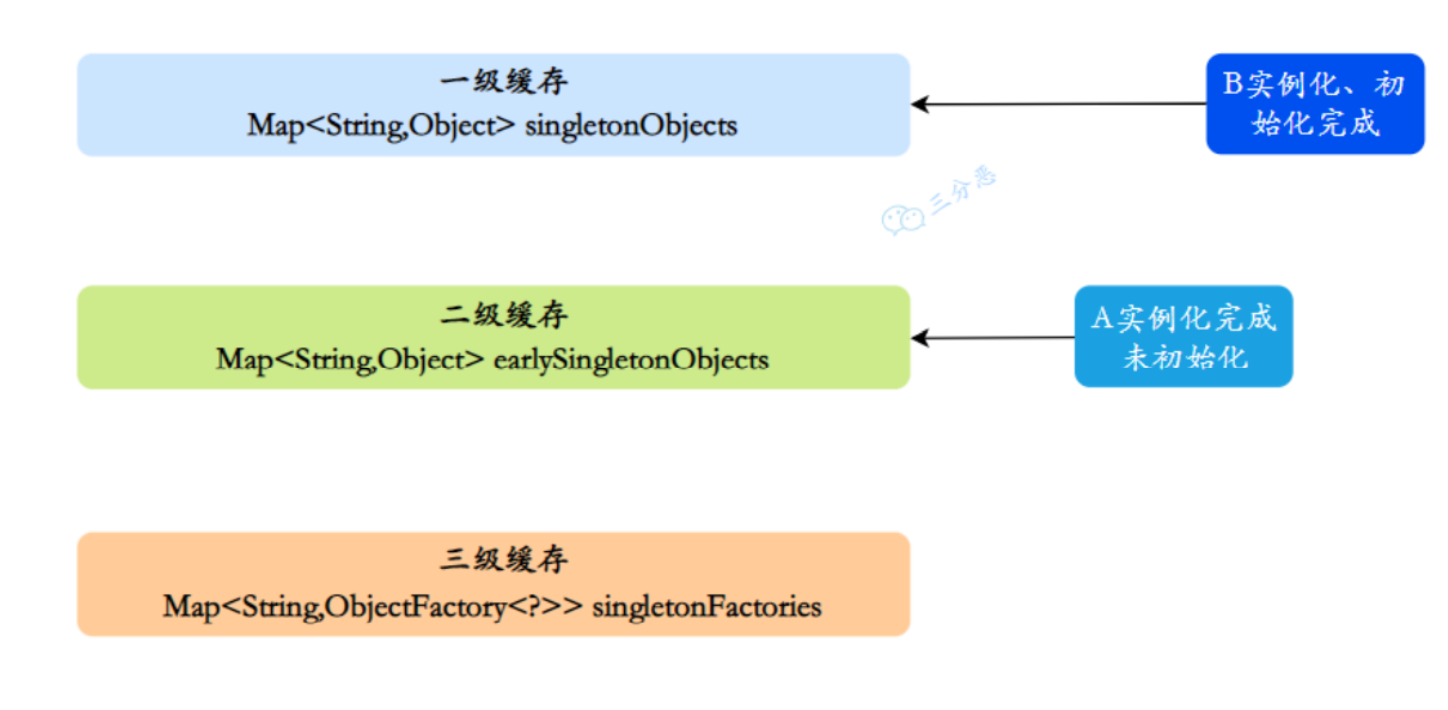 一级缓存
Map<String,Object> singletonObjects
B实例化、初
始化完成
三分恶
二级缓存
Map<String,Object> earlySingletonObjects
A实例化完成
未初始化
三级缓存
Map<String,ObjectFactory<?>> singletonFactories